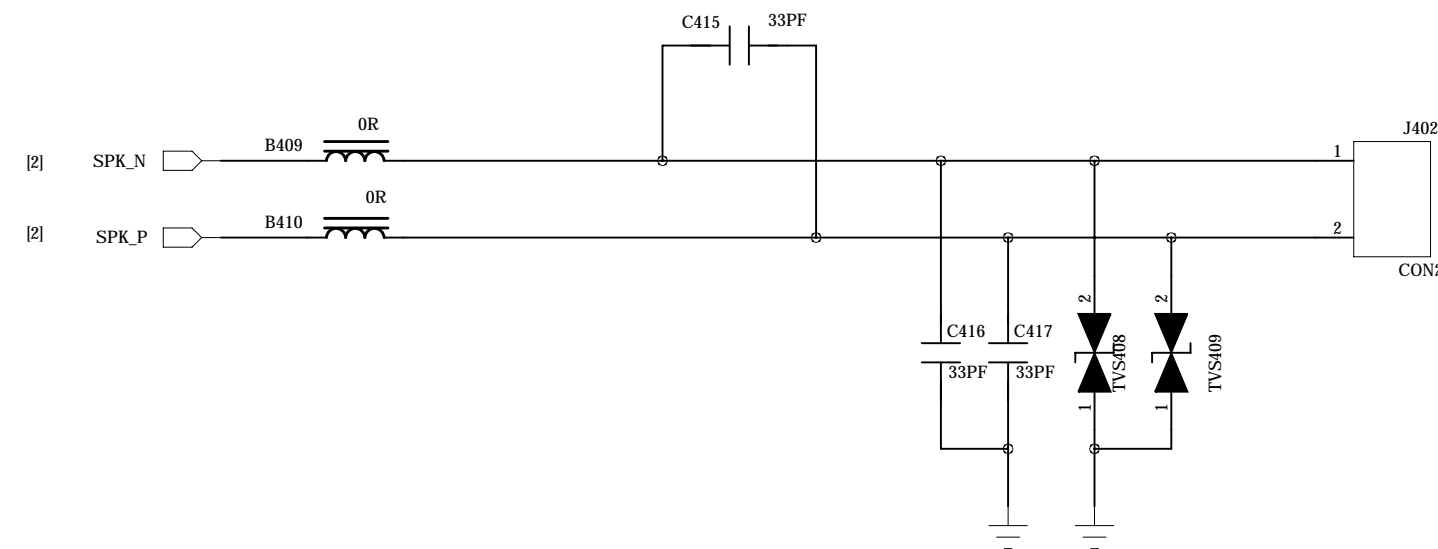 C415 33PF
J402
0R
B409
[2] SPK_N
1
0R
B410
[2] SPK_P
2
CON2
2 2
C416 C417
TVS408 TVS409
33PF 33PF
1 1